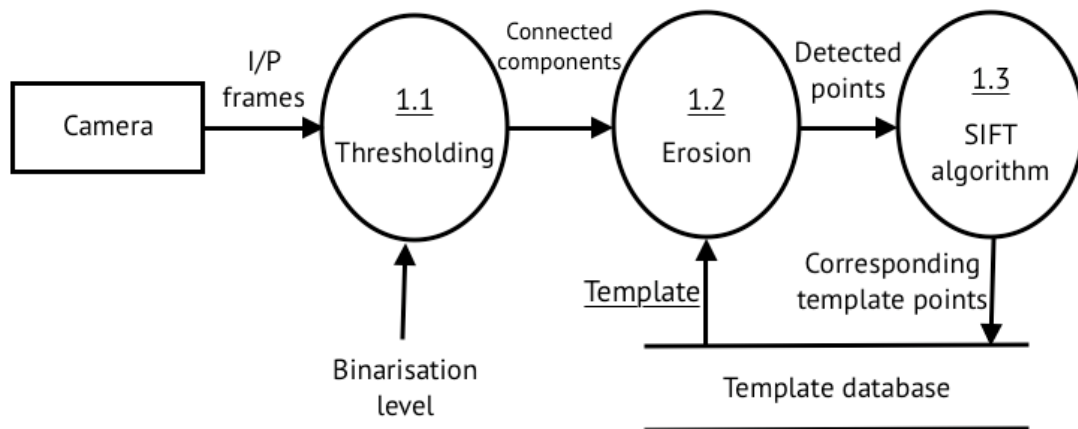 Camera
I/P
frames
1.1
Thresholding
Connected
components
1.2
Erosion
Detected
points
1.3
SIFT
algorithm
Binarisation
level
Template
Corresponding
template points
Template database